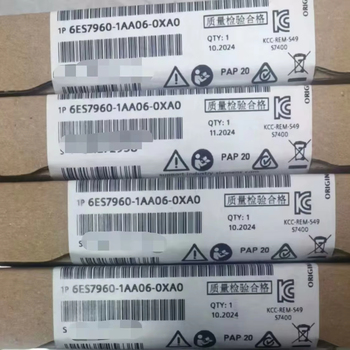 1P 6ES7960-1AA06-0XA0
质量检验合格
QTY: 1
10.2024
KCC-REM-S49
S7400
PAP 20
ORIGIN
1P 6ES7960-1AA06-0XA0
质量检验合格
QTY: 1
11.2024
KCC-REM-S49
S7400
S
PAP 20
ORIGIN
1P 6ES7960-1AA06-0XA0
质量检验合格
QTY: 1
10.2024
KCC-REM-S49
S7400
S
PAP 20
ORIGIN
1P 6ES7960-1AA06-0XA0
质量检验合格
QTY: 1
10.2024
KCC-REM-S49
S7400
S
PAP 20